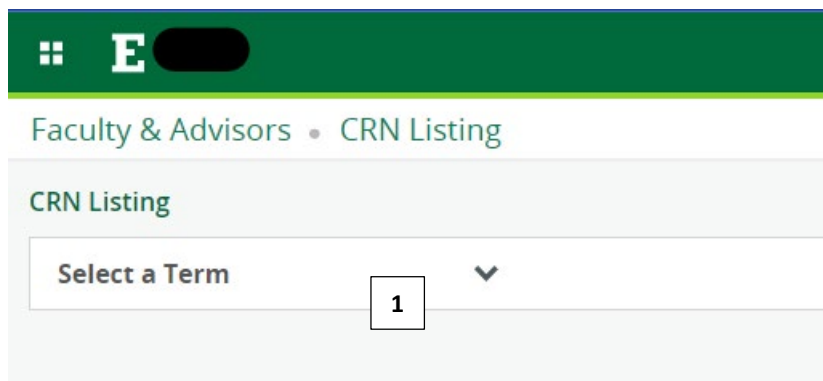 E
Faculty & Advisors • CRN Listing
CRN Listing
Select a Term
1